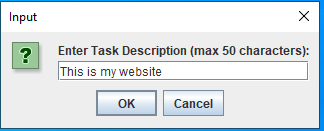 Input
Enter Task Description (max 50 characters):
This is my website
OK Cancel